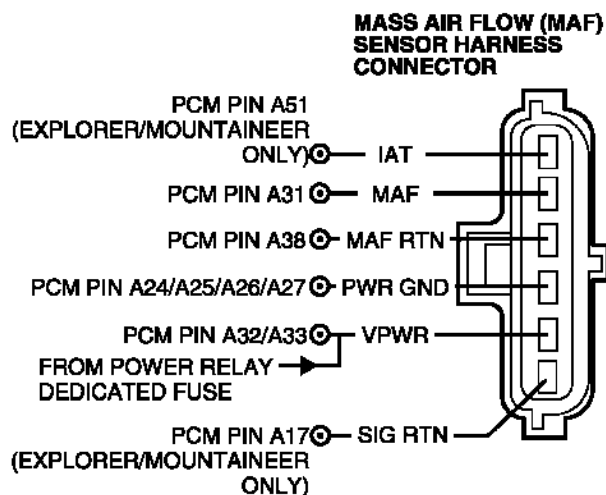 MASS AIR FLOW (MAF)
SENSOR HARNESS
CONNECTOR
PCM PIN A51
(EXPLORER/MOUNTAINEER
ONLY) IAT
PCM PIN A31 MAF
PCM PIN A38 MAF RTN
PCM PIN A24/A25/A26/A27 PWR GND
PCM PIN A32/A33 VPWR
FROM POWER RELAY
DEDICATED FUSE
PCM PIN A17 SIG RTN
(EXPLORER/MOUNTAINEER
ONLY)